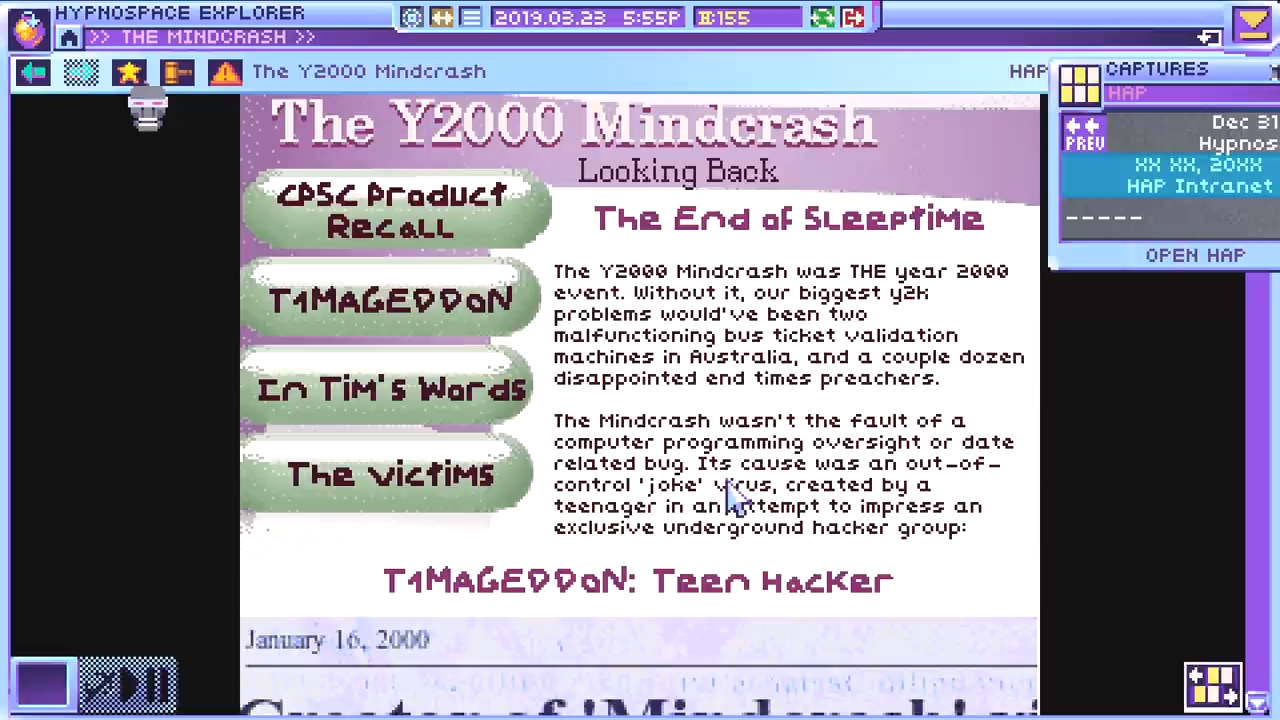 HYPNOSPACE EXPLORER
2019.03.23 5:55P
155
>> THE MINDCRASH >>
The Y2000 Mindcrash
HAP
CAPTURES
HAP
PREV
Dec 31
Hypnos
XX XX, 20XX
HAP Intranet
-----
OPEN HAP
The Y2000 Mindcrash
Looking Back
CPSC Product
Recall
T1MAGEDDoN
In Tim's Words
The Victims
The End of Sleeptime
The Y2000 Mindcrash was THE year 2000
event. Without it, our biggest y2k
problems would've been two
malfunctioning bus ticket validation
machines in Australia, and a couple dozen
disappointed end times preachers.
The Mindcrash wasn't the fault of a
computer programming oversight or date
related bug. Its cause was an out-of-
control 'joke' virus, created by a
teenager in an attempt to impress an
exclusive underground hacker group:
T1MAGEDDoN: Teen Hacker
January 16, 2000
Creator of 'Mindcrash'